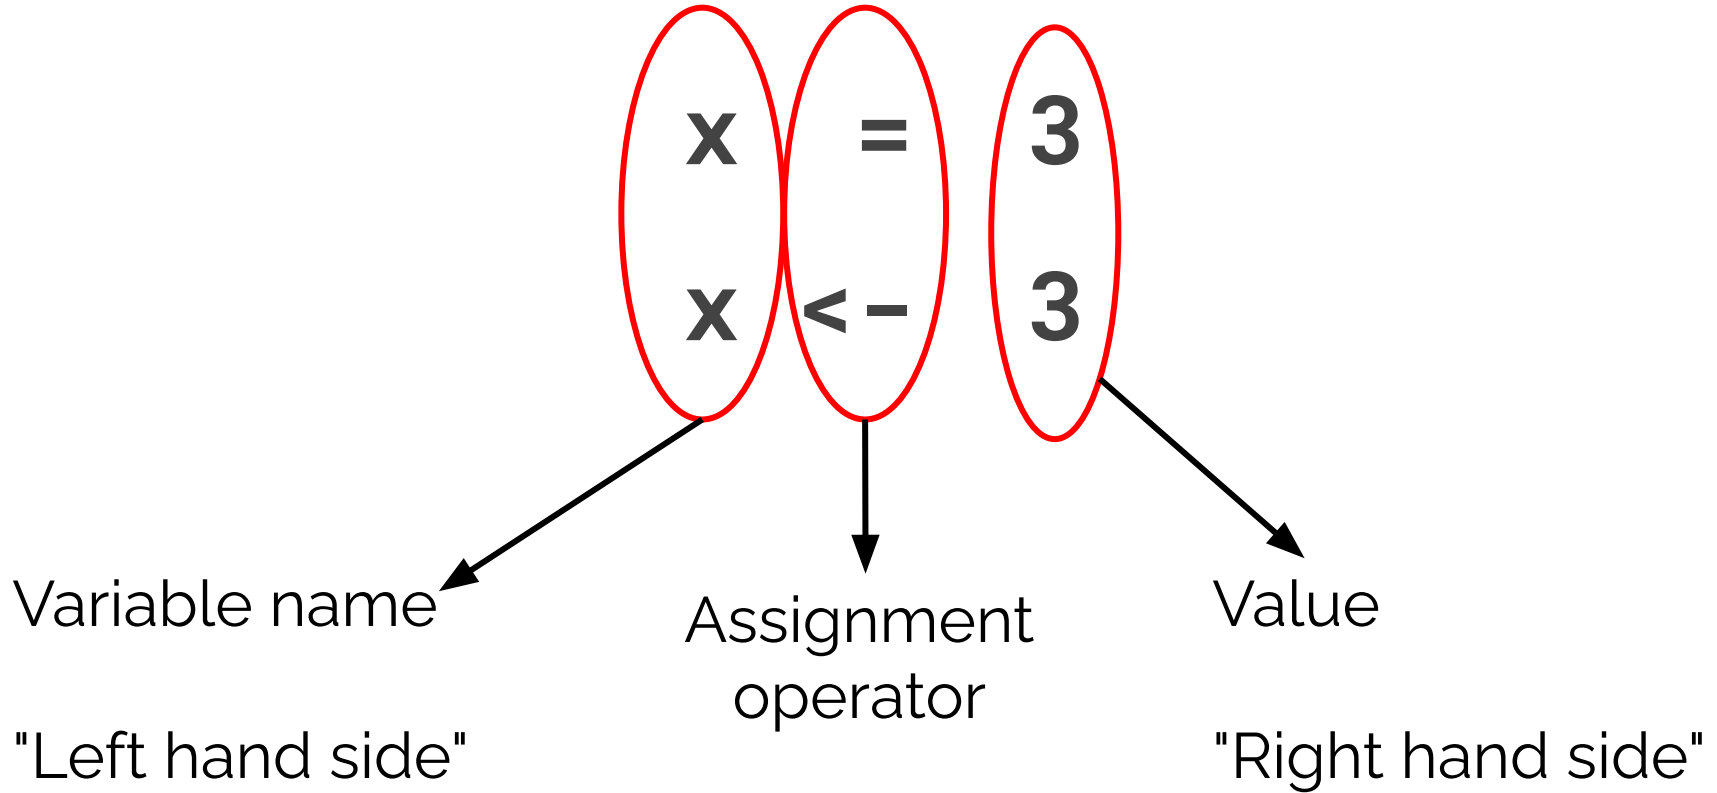 x = 3
x <- 3
Variable name
Assignment
operator
Value
"Left hand side"
"Right hand side"